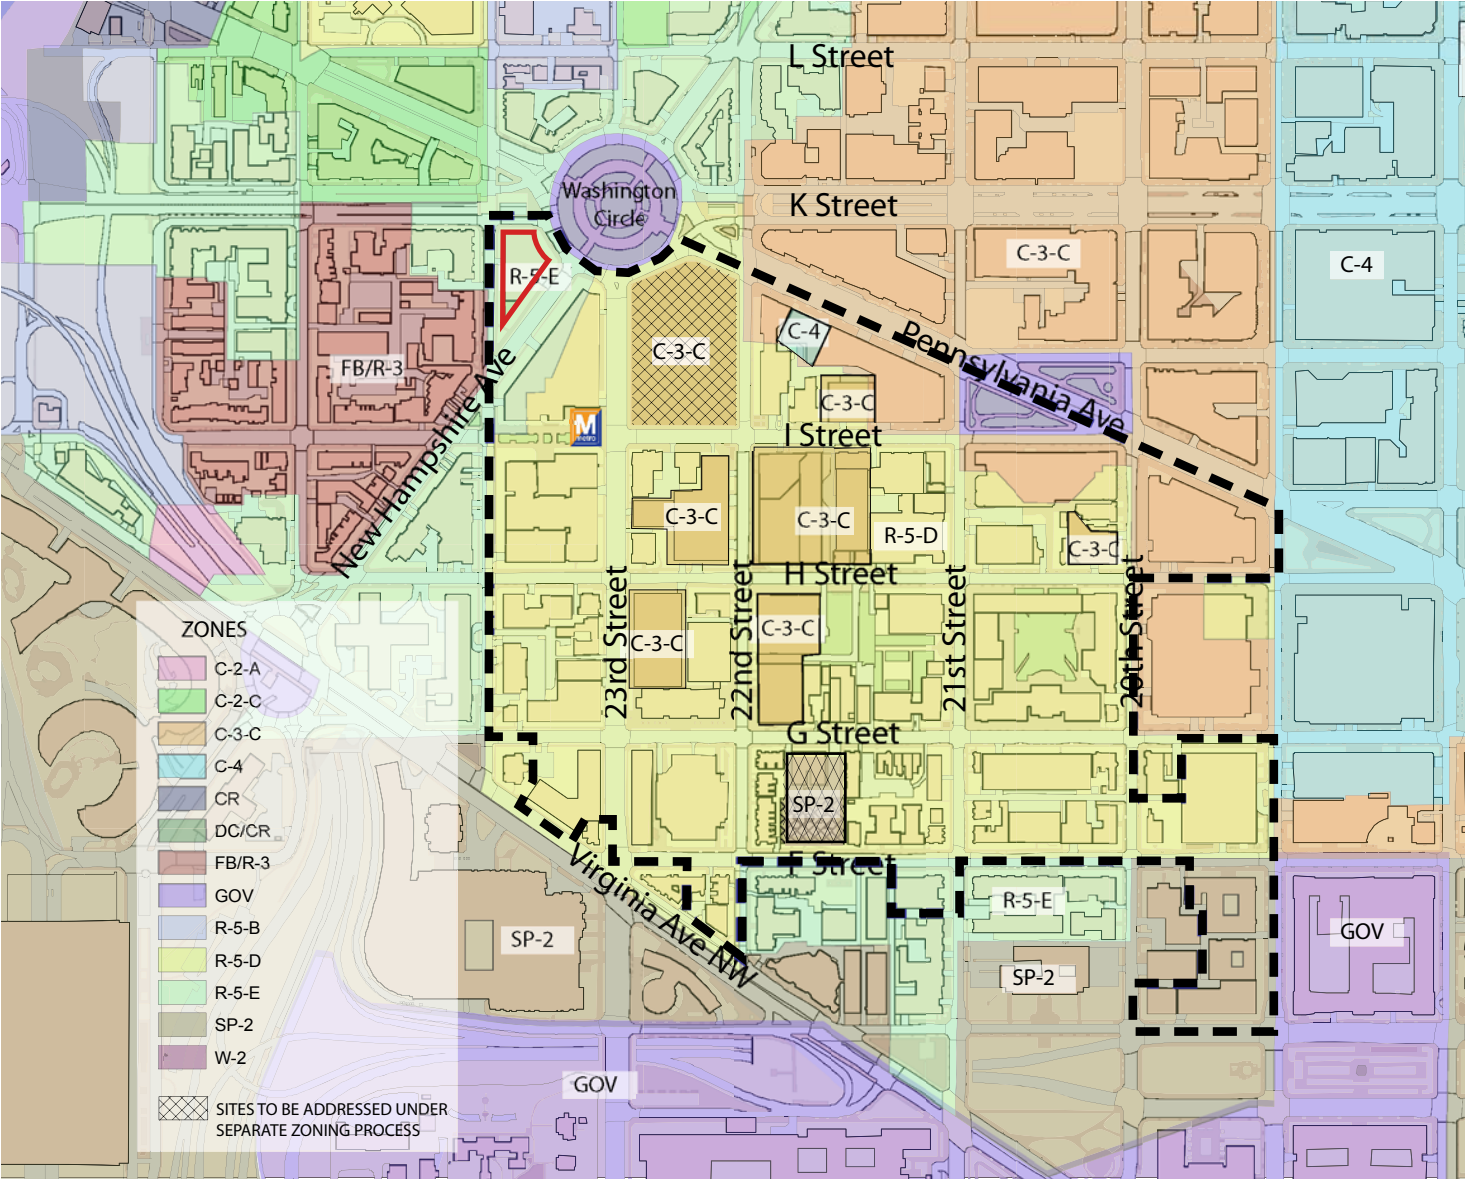 L Street
Washington
Circle
K Street
C-3-C
C-4
R-5-E
C-4
Pennsylvania Ave
C-3-C
FB/R-3
C-3-C
M
metro
I Street
New Hampshire Ave
C-3-C
C-3-C
R-5-D
C-3-C
H Street
23rd Street
22nd Street
21st Street
20th Street
C-3-C
C-3-C
G Street
SP-2
F Street
Virginia Ave NW
R-5-E
SP-2
SP-2
GOV
GOV
ZONES
C-2-A
C-2-C
C-3-C
C-4
CR
DC/CR
FB/R-3
GOV
R-5-B
R-5-D
R-5-E
SP-2
W-2
SITES TO BE ADDRESSED UNDER
SEPARATE ZONING PROCESS